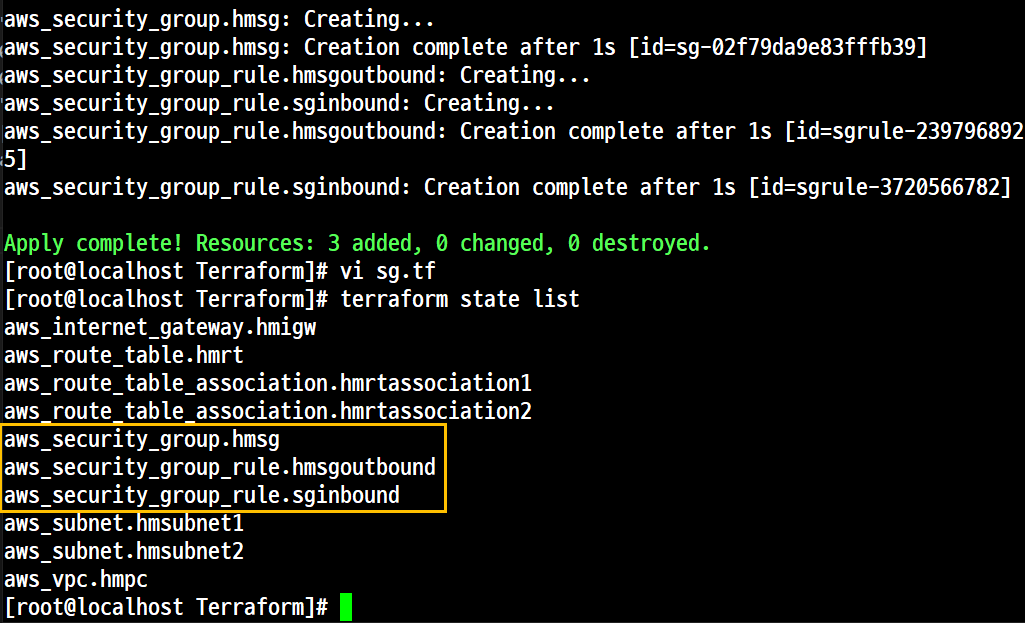 aws_security_group.hmsg: Creating...
aws_security_group.hmsg: Creation complete after 1s [id=sg-02f79da9e83fffb39]
aws_security_group_rule.hmsgoutbound: Creating...
aws_security_group_rule.sginbound: Creating...
aws_security_group_rule.hmsgoutbound: Creation complete after 1s [id=sgrule-239796892
5]
aws_security_group_rule.sginbound: Creation complete after 1s [id=sgrule-3720566782]
Apply complete! Resources: 3 added, 0 changed, 0 destroyed.
[root@localhost Terraform]# vi sg.tf
[root@localhost Terraform]# terraform state list
aws_internet_gateway.hmigw
aws_route_table.hmrt
aws_route_table_association.hmrtassociation1
aws_route_table_association.hmrtassociation2
aws_security_group.hmsg
aws_security_group_rule.hmsgoutbound
aws_security_group_rule.sginbound
aws_subnet.hmsubnet1
aws_subnet.hmsubnet2
aws_vpc.hmpc
[root@localhost Terraform]#